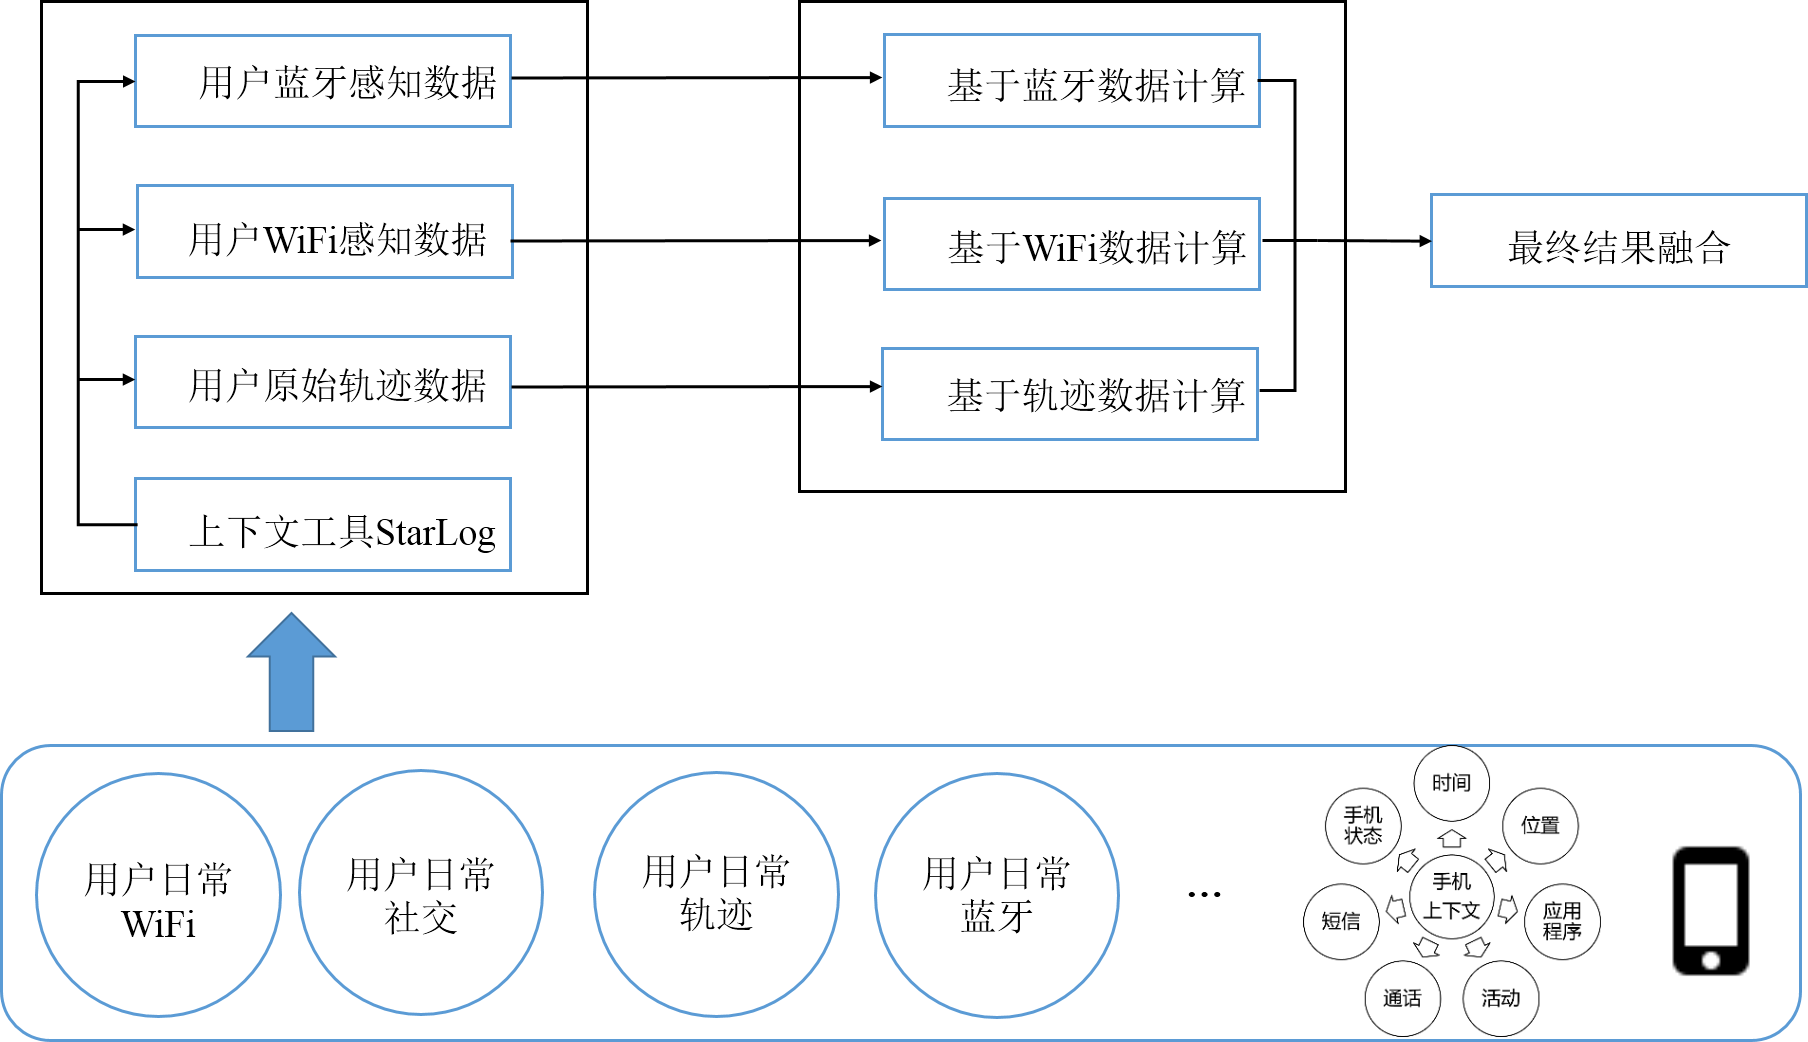 用户蓝牙感知数据
基于蓝牙数据计算
用户WiFi感知数据
基于WiFi数据计算
最终结果融合
用户原始轨迹数据
基于轨迹数据计算
上下文工具StarLog
用户日常
WiFi
用户日常
社交
用户日常
轨迹
用户日常
蓝牙
...
时间
手机
状态
位置
手机
上下文
短信
应用
程序
通话
活动